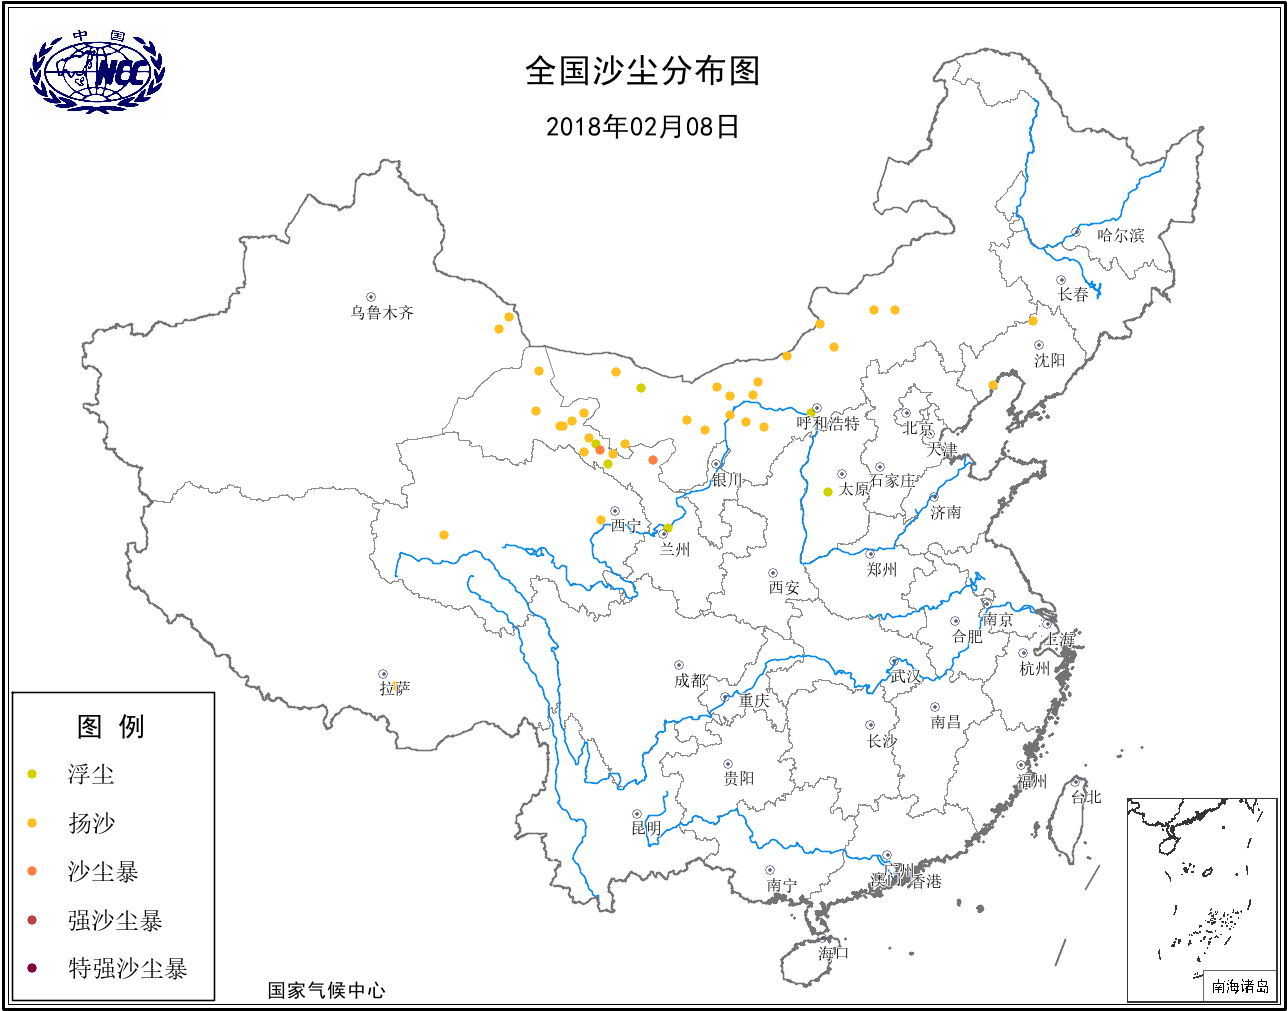 中国
NCC
全国沙尘分布图
2018年02月08日
哈尔滨
长春
乌鲁木齐
沈阳
呼和浩特
北京
天津
银川
太原
石家庄
济南
西宁
兰州
郑州
西安
南京
合肥
上海
杭州
拉萨
成都
武汉
重庆
南昌
长沙
贵阳
福州
台北
昆明
广州
南宁
澳门
香港
海口
图 例
浮尘
扬沙
沙尘暴
强沙尘暴
特强沙尘暴
国家气候中心
南海诸岛